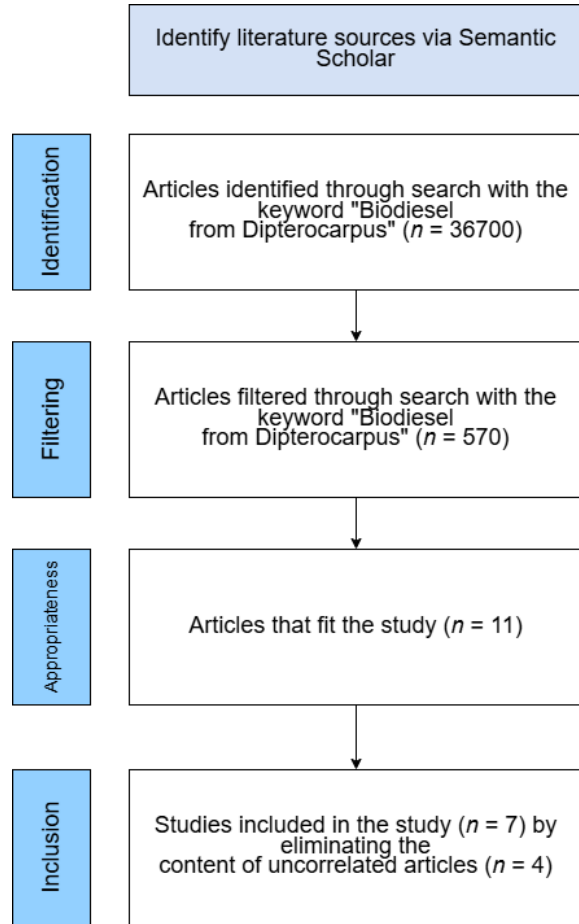 Identify literature sources via Semantic
Scholar
Identification
Articles identified through search with the
keyword "Biodiesel
from Dipterocarpus" (n = 36700)
Filtering
Articles filtered through search with the
keyword "Biodiesel
from Dipterocarpus" (n = 570)
Appropriateness
Articles that fit the study (n = 11)
Inclusion
Studies included in the study (n = 7) by
eliminating the
content of uncorrelated articles (n = 4)